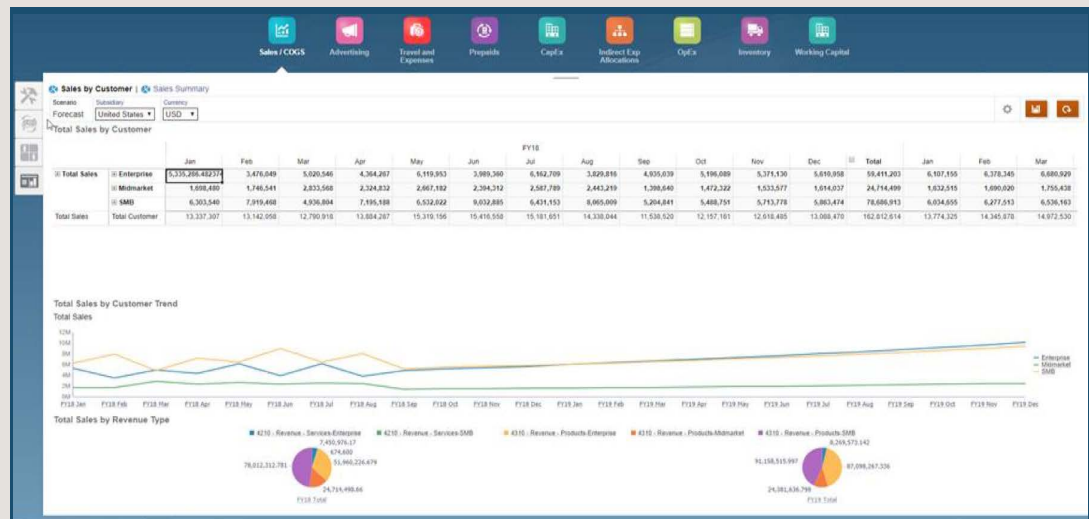 Sales / COGS Advertising Travel and Expenses Prepaids CapEx Indirect Exp Allocations OpEx Inventory Working Capital
Sales by Customer | Sales Summary
Scenario Subsidiary Currency
Forecast United States USD
Total Sales by Customer
FY18
Jan Feb Mar Apr May Jun Jul Aug Sep Oct Nov Dec Total Jan Feb Mar
Total Sales Enterprise 5,335,286.48237 3,476,049 5,020,546 4,364,267 6,119,953 3,989,360 6,162,709 3,829,816 4,935,039 5,196,089 5,371,130 5,610,958 59,411,203 6,107,155 6,378,345 6,680,929
Midmarket 1,698,480 1,746,541 2,833,568 2,324,832 2,667,182 2,394,312 2,587,789 2,443,219 1,398,640 1,472,322 1,533,577 1,614,037 24,714,499 1,632,515 1,690,020 1,755,438
SMB 6,303,540 7,919,468 4,936,804 7,195,188 6,532,022 9,032,885 6,431,153 8,065,009 5,204,841 5,488,751 5,713,778 5,863,474 78,686,913 6,034,655 6,277,513 6,536,163
Total Sales Total Customer 13,337,307 13,142,058 12,790,918 13,884,287 15,319,156 15,416,558 15,181,651 14,338,044 11,538,520 12,157,161 12,618,485 13,088,470 162,812,614 13,774,325 14,345,878 14,972,530
Total Sales by Customer Trend
Total Sales
12M
10M
8M
6M
4M
2M
0M
Enterprise
Midmarket
SMB
FY18 Jan FY18 Feb FY18 Mar FY18 Apr FY18 May FY18 Jun FY18 Jul FY18 Aug FY18 Sep FY18 Oct FY18 Nov FY18 Dec FY19 Jan FY19 Feb FY19 Mar FY19 Apr FY19 May FY19 Jun FY19 Jul FY19 Aug FY19 Sep FY19 Oct FY19 Nov FY19 Dec
Total Sales by Revenue Type
4210 - Revenue - Services-Enterprise 4210 - Revenue - Services-SMB 4310 - Revenue - Products-Enterprise 4310 - Revenue - Products-Midmarket 4310 - Revenue - Products-SMB
7,450,976.17 8,269,573.142
674,600
78,012,312.781 51,960,226.679 91,158,515.997 87,098,267.336
24,714,498.66 24,381,636.798
FY18 Total FY19 Total